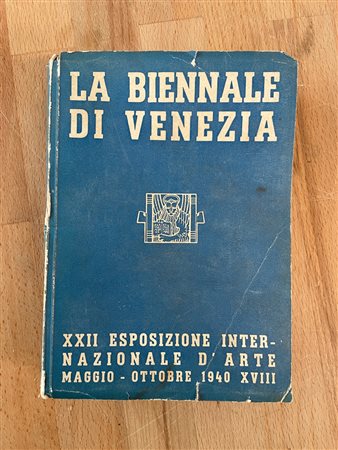 LA BIENNALE
DI VENEZIA
XXII ESPOSIZIONE INTER-
NAZIONALE D'ARTE
MAGGIO - OTTOBRE 1940 XVIII